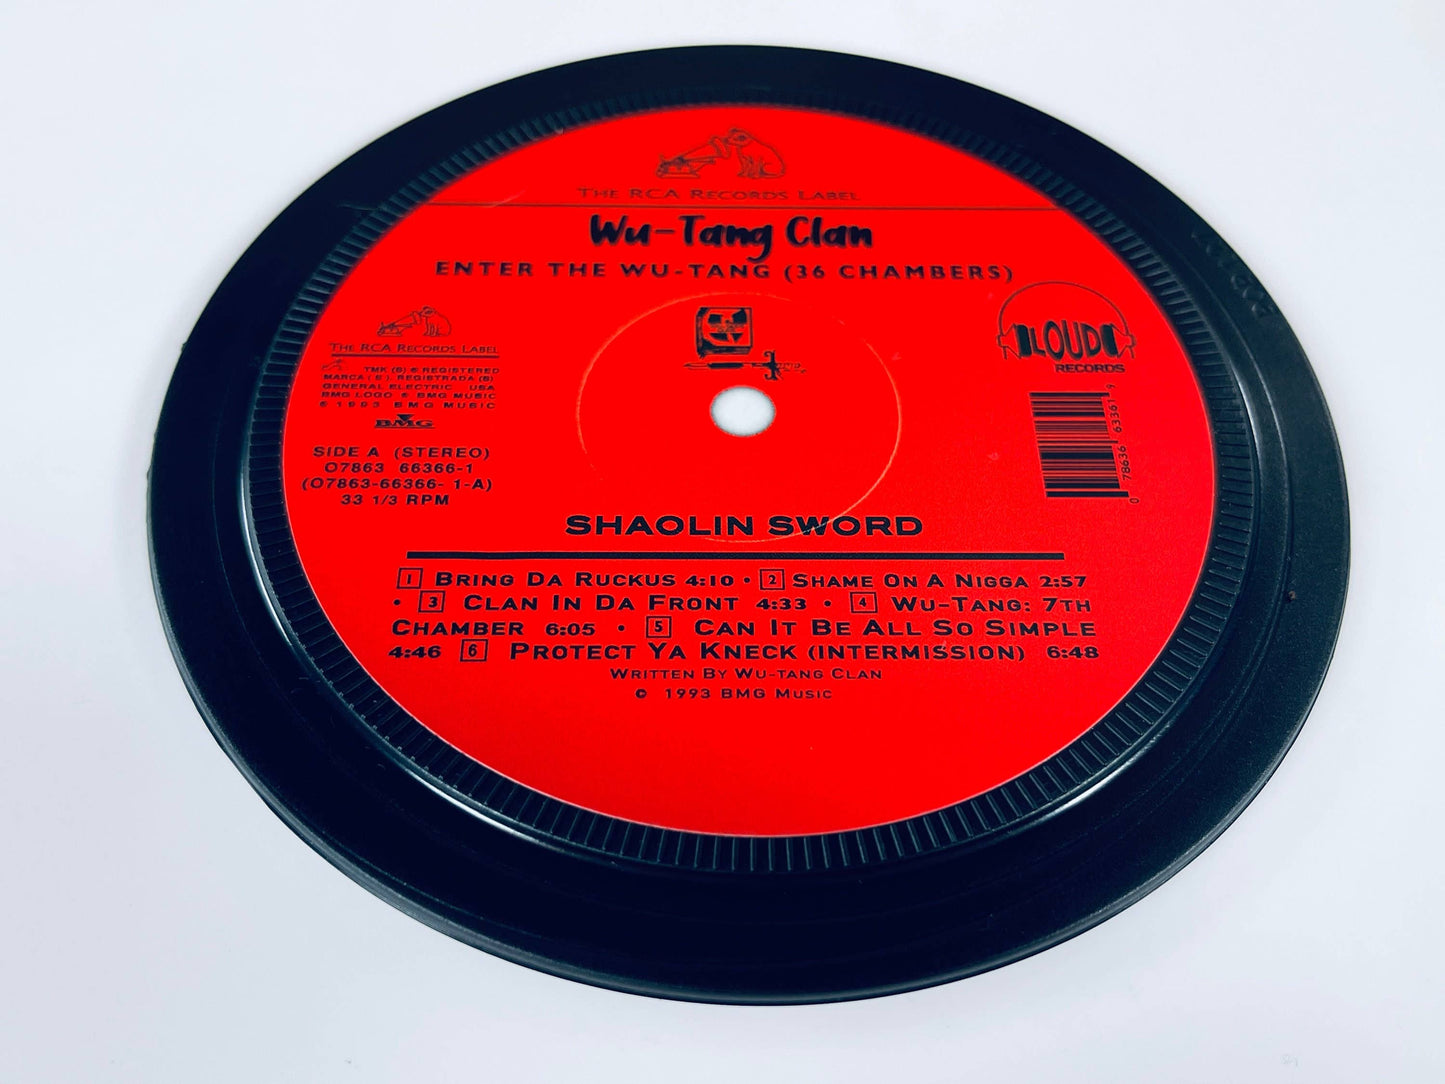 THE RCA RECORDS LABEL
Wu-Tang Clan
ENTER THE WU-TANG (36 CHAMBERS)
THE RCA RECORDS LABEL
TMK (S) ® REGISTERED
MARCA (S). REGISTRADA (S)
GENERAL ELECTRIC USA
BMG LOGO ® BMG MUSIC
© 1993 BMG MUSIC
BMG
SIDE A (STEREO)
07863 66366-1
(07863-66366- 1-A)
33 1/3 RPM
LOUD
RECORDS
0 78636 63361 9
SHAOLIN SWORD
1 BRING DA RUCKUS 4:10 • 2 SHAME ON A NIGGA 2:57
• 3 CLAN IN DA FRONT 4:33 • 4 WU-TANG: 7TH
CHAMBER 6:05 • 5 CAN IT BE ALL SO SIMPLE
4:46 6 PROTECT YA KNECK (INTERMISSION) 6:48
WRITTEN BY WU-TANG CLAN
© 1993 BMG MUSIC